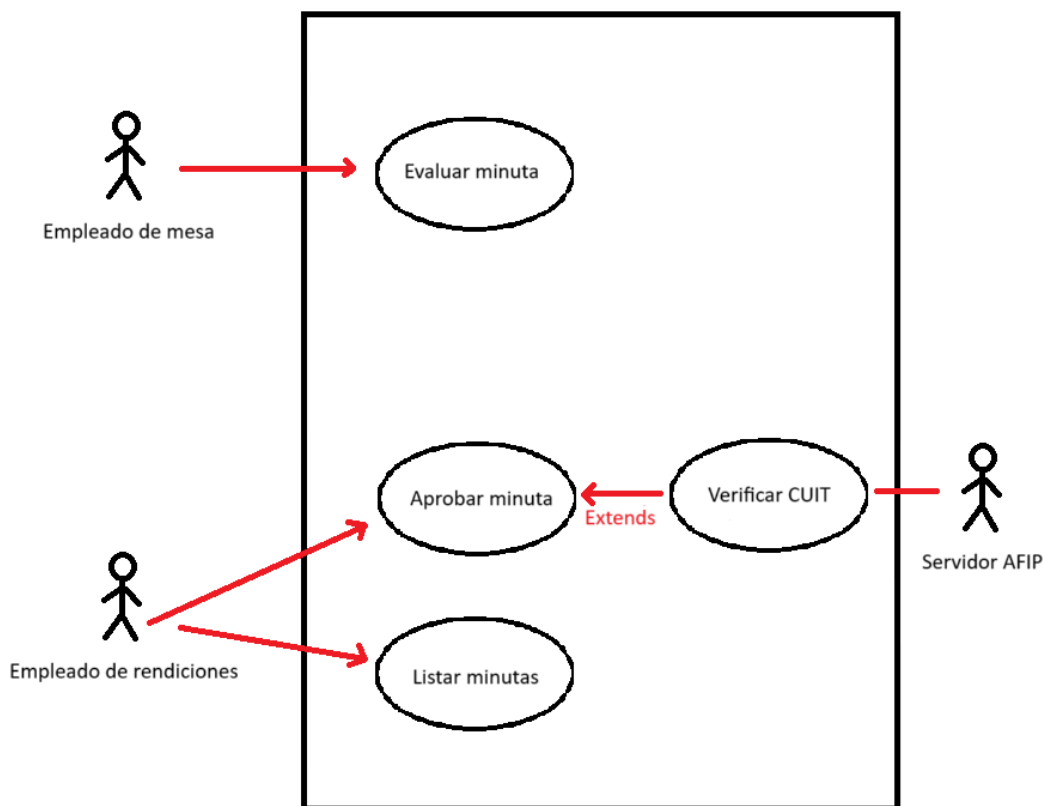 Evaluar minuta
Empleado de mesa
Aprobar minuta
Extends
Verificar CUIT
Servidor AFIP
Empleado de rendiciones
Listar minutas